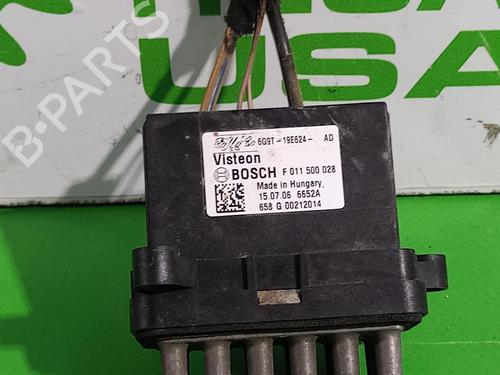 USA
B-PARTS
6G9T-19E624- AD
Visteon
BOSCH F 011 500 028
Made in Hungary,
15.07.06 6652A
658 G 00212014